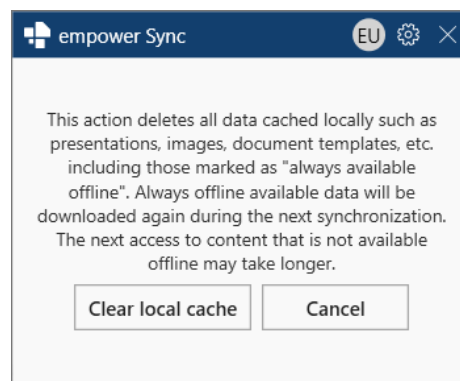 empower Sync EU
This action deletes all data cached locally such as
presentations, images, document templates, etc.
including those marked as "always available
offline". Always offline available data will be
downloaded again during the next synchronization.
The next access to content that is not available
offline may take longer.
Clear local cache Cancel